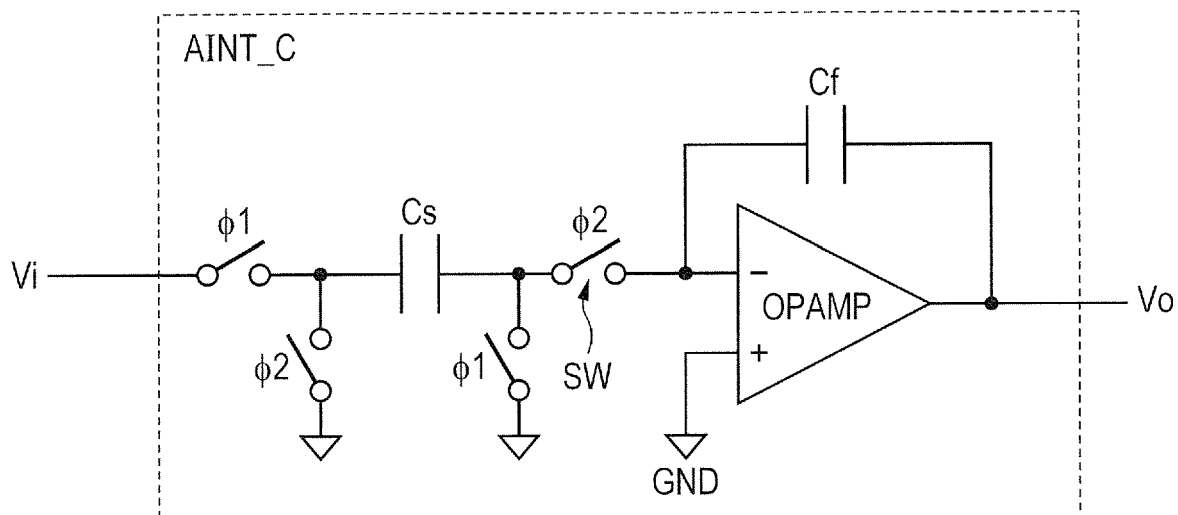 AINT_C
Cf
Cs
ϕ1
ϕ2
Vi
OPAMP
Vo
ϕ2
ϕ1
SW
GND
−
+